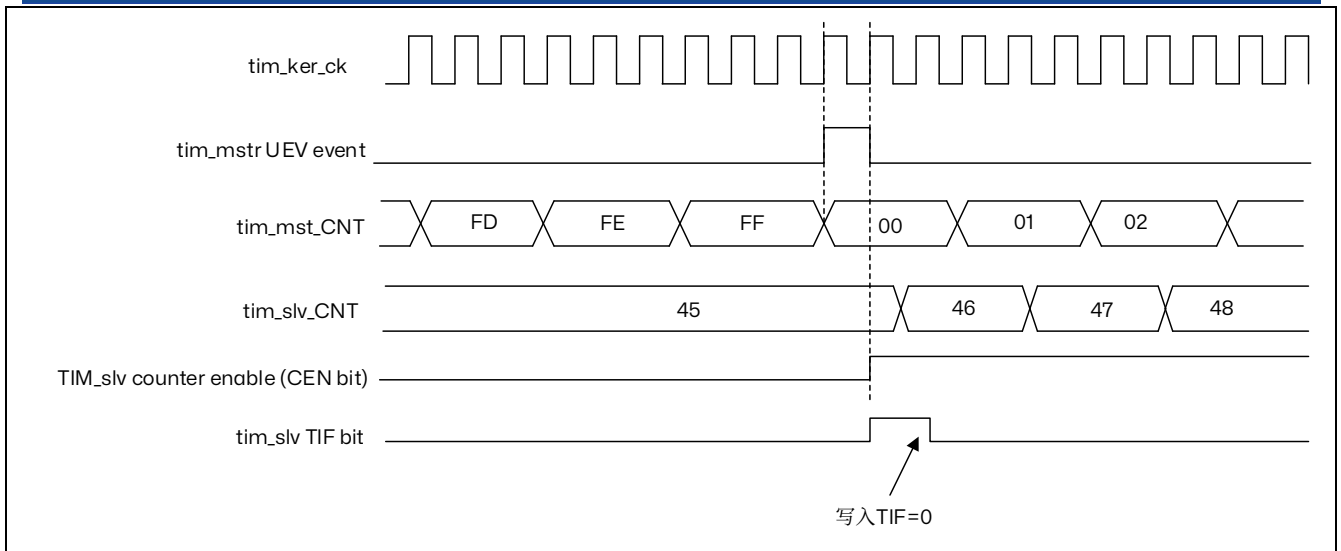 tim_ker_ck
tim_mstr UEV event
tim_mst_CNT FD FE FF 00 01 02
tim_slv_CNT 45 46 47 48
TIM_slv counter enable (CEN bit)
tim_slv TIF bit
写入TIF=0